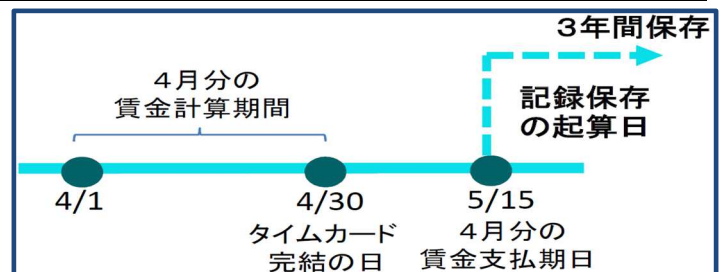 ３年間保存
４月分の
賃金計算期間
記録保存
の起算日
4/1
4/30
5/15
タイムカード
完結の日
４月分の
賃金支払期日